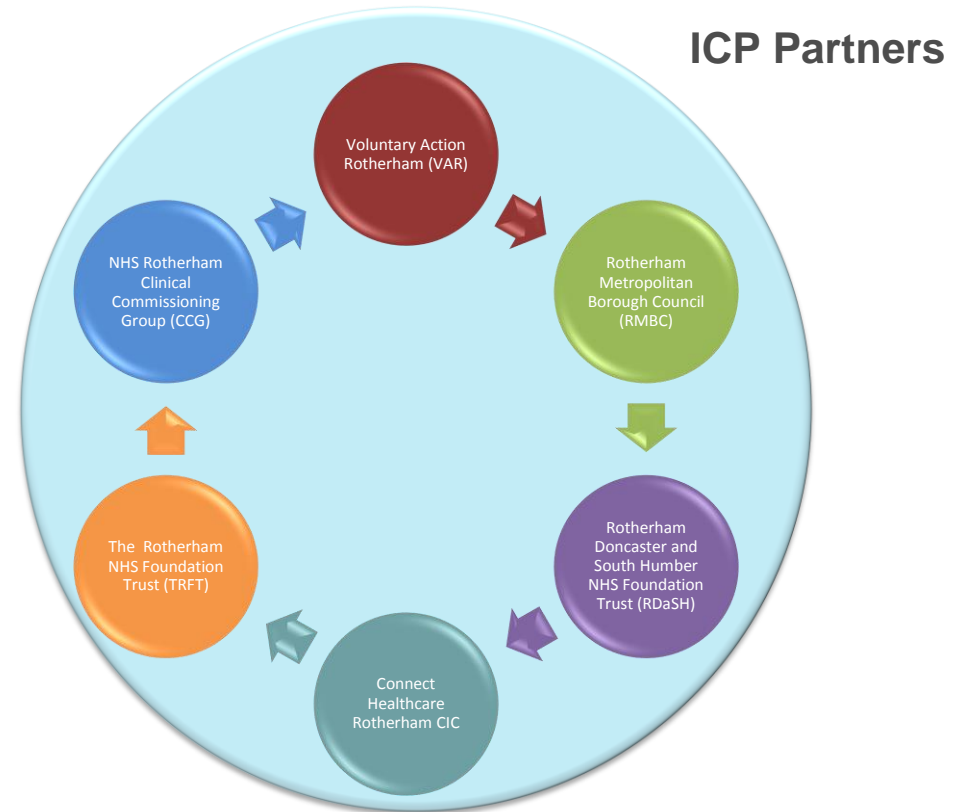 ICP Partners
Voluntary Action
Rotherham (VAR)
Rotherham
Metropolitan
Borough Council
(RMBC)
Rotherham
Doncaster and
South Humber
NHS Foundation
Trust (RDaSH)
Connect
Healthcare
Rotherham CIC
The Rotherham
NHS Foundation
Trust (TRFT)
NHS Rotherham
Clinical
Commissioning
Group (CCG)